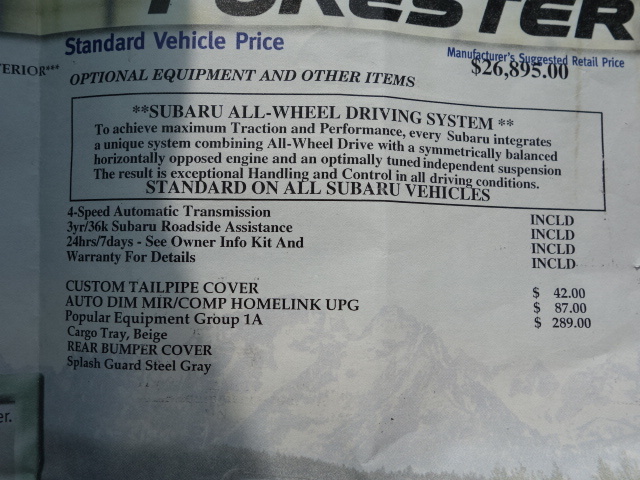 FORESTER
Standard Vehicle Price
Manufacturer's Suggested Retail Price
$26,895.00
ERIOR***
OPTIONAL EQUIPMENT AND OTHER ITEMS
**SUBARU ALL-WHEEL DRIVING SYSTEM **
To achieve maximum Traction and Performance, every Subaru integrates
a unique system combining All-Wheel Drive with a symmetrically balanced
horizontally opposed engine and an optimally tuned independent suspension
The result is exceptional Handling and Control in all driving conditions.
STANDARD ON ALL SUBARU VEHICLES
4-Speed Automatic Transmission INCLD
3yr/36k Subaru Roadside Assistance INCLD
24hrs/7days - See Owner Info Kit And INCLD
Warranty For Details INCLD
CUSTOM TAILPIPE COVER $ 42.00
AUTO DIM MIR/COMP HOMELINK UPG $ 87.00
Popular Equipment Group 1A $ 289.00
Cargo Tray, Beige
REAR BUMPER COVER
Splash Guard Steel Gray
er.